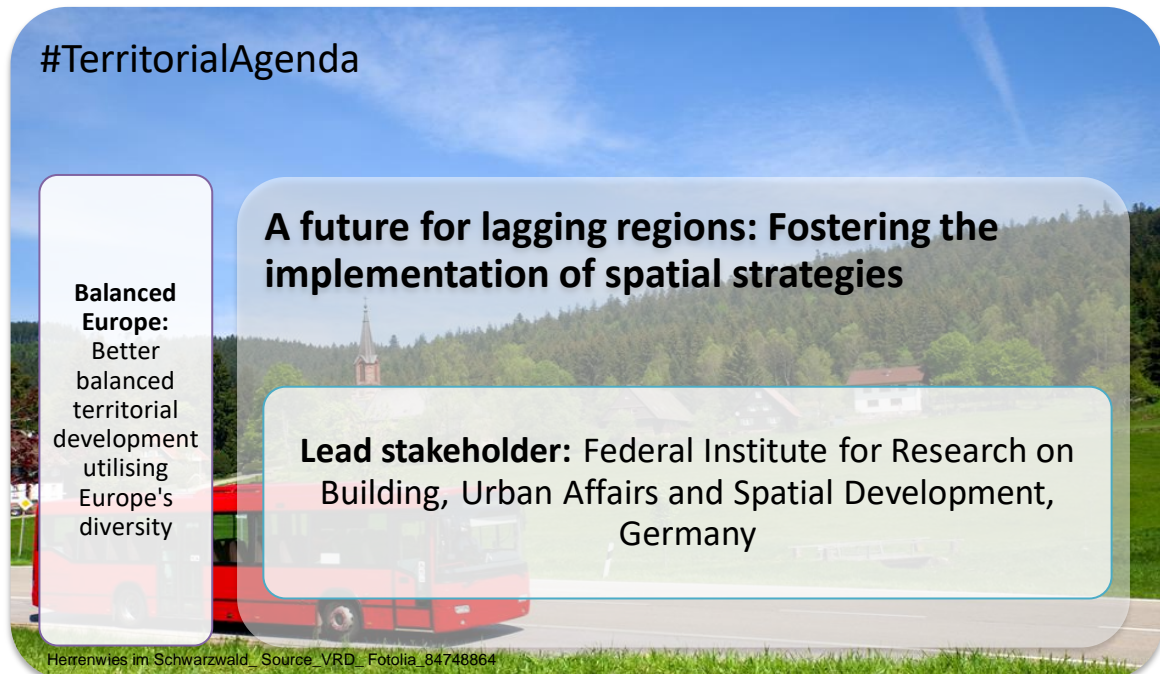 #TerritorialAgenda
Balanced
Europe:
Better
balanced
territorial
development
utilising
Europe's
diversity
A future for lagging regions: Fostering the
implementation of spatial strategies
Lead stakeholder: Federal Institute for Research on
Building, Urban Affairs and Spatial Development,
Germany
Herrenwies im Schwarzwald_ Source_VRD_ Fotolia_84748864